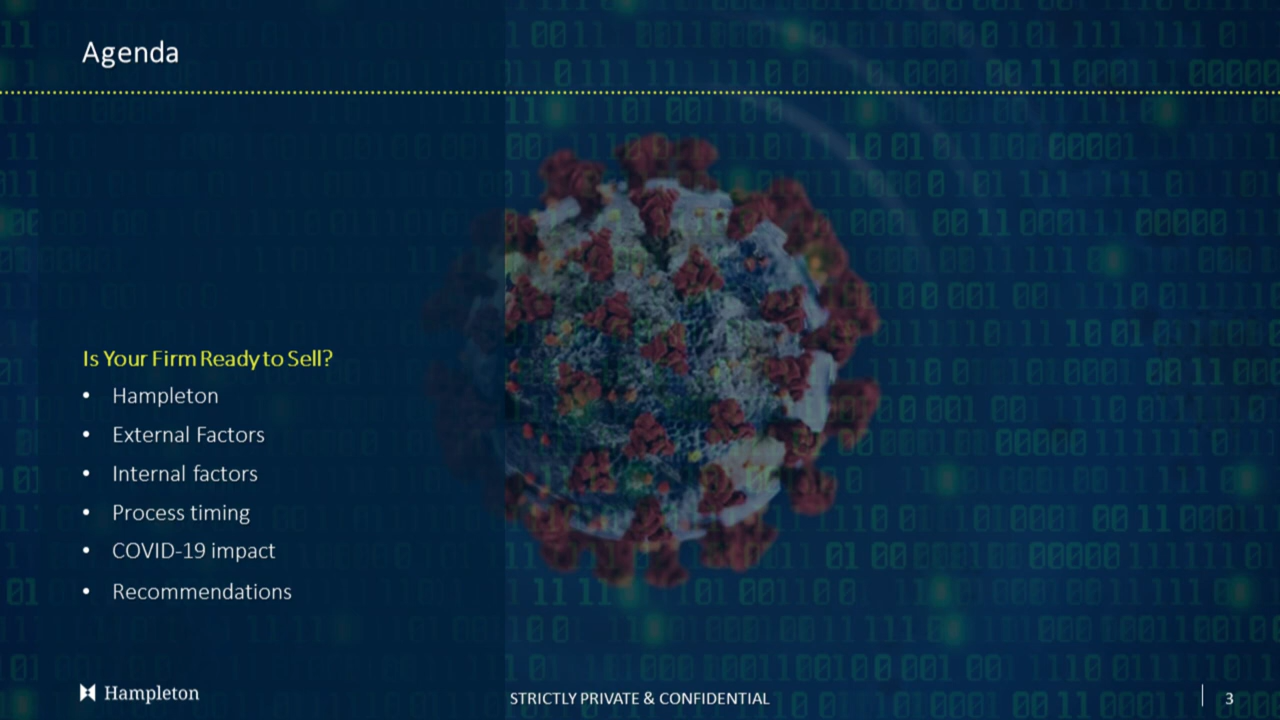 Agenda
Is Your Firm Ready to Sell?
• Hampleton
• External Factors
• Internal factors
• Process timing
• COVID-19 impact
• Recommendations
Hampleton
STRICTLY PRIVATE & CONFIDENTIAL
3